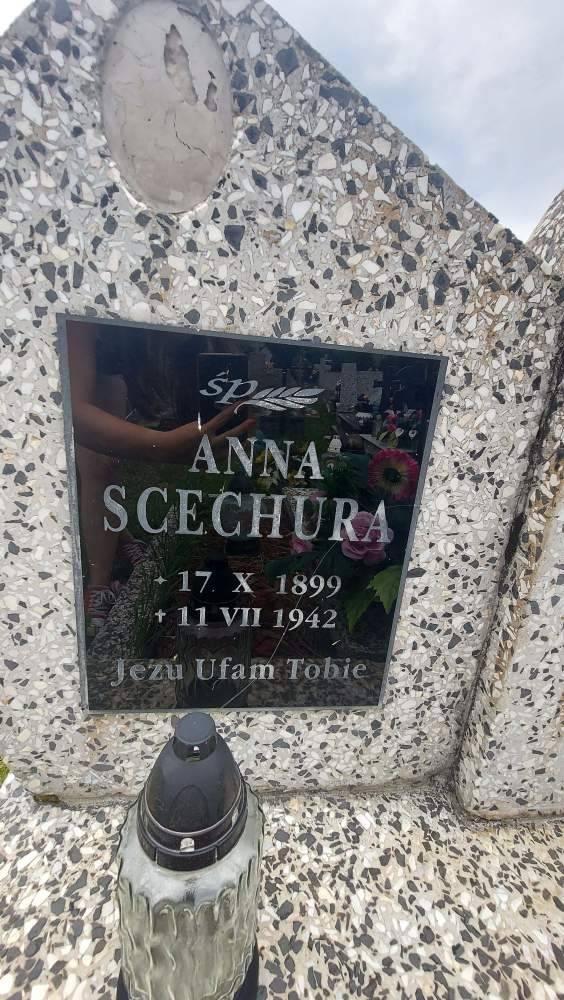 śp
ANNA
SCECHURA
* 17 X 1899
† 11 VII 1942
Jezu Ufam Tobie